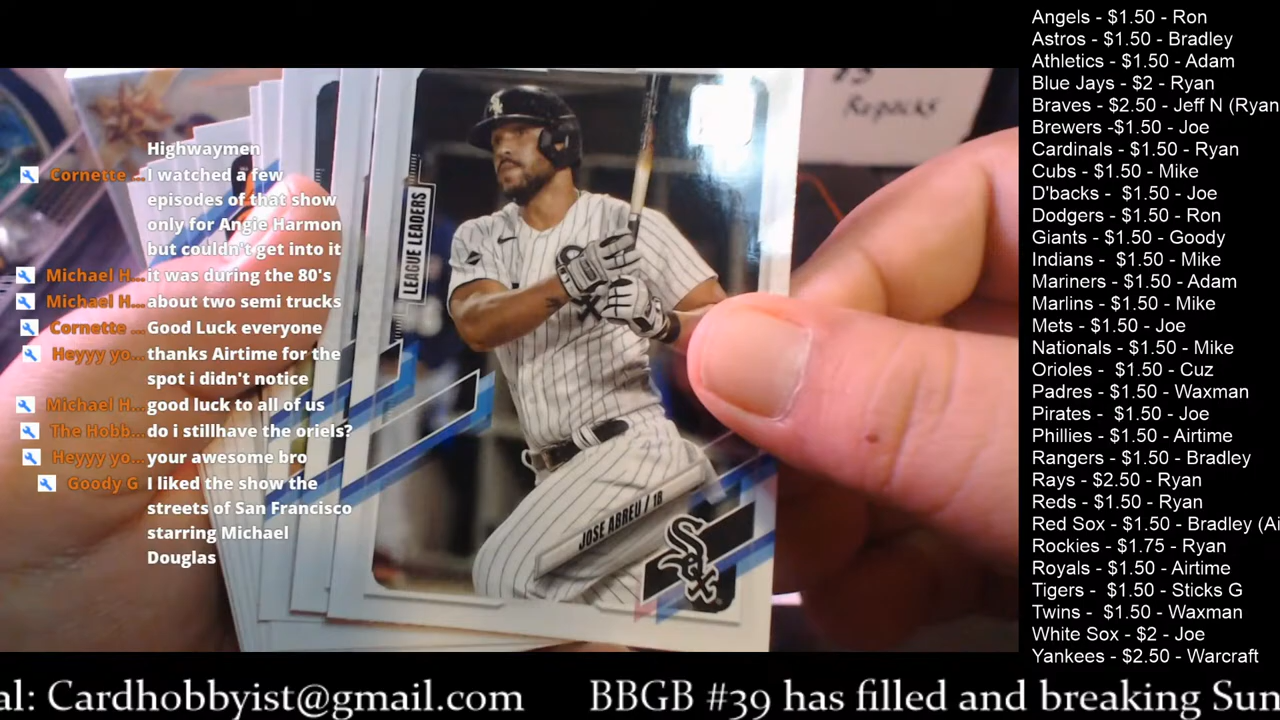 Highwaymen
Cornette ... I watched a few
episodes of that show
only for Angie Harmon
but couldn't get into it
Michael H... it was during the 80's
Michael H... about two semi trucks
Cornette ... Good Luck everyone
Heyyy yo... thanks Airtime for the
spot i didn't notice
Michael H... good luck to all of us
The Hobb... do i stillhave the oriels?
Heyyy yo... your awesome bro
Goody G I liked the show the
streets of San Francisco
starring Michael
Douglas
Repacks
LEAGUE LEADERS
JOSE ABREU / 1B
Sox
Angels - $1.50 - Ron
Astros - $1.50 - Bradley
Athletics - $1.50 - Adam
Blue Jays - $2 - Ryan
Braves - $2.50 - Jeff N (Ryan
Brewers -$1.50 - Joe
Cardinals - $1.50 - Ryan
Cubs - $1.50 - Mike
D'backs - $1.50 - Joe
Dodgers - $1.50 - Ron
Giants - $1.50 - Goody
Indians - $1.50 - Mike
Mariners - $1.50 - Adam
Marlins - $1.50 - Mike
Mets - $1.50 - Joe
Nationals - $1.50 - Mike
Orioles - $1.50 - Cuz
Padres - $1.50 - Waxman
Pirates - $1.50 - Joe
Phillies - $1.50 - Airtime
Rangers - $1.50 - Bradley
Rays - $2.50 - Ryan
Reds - $1.50 - Ryan
Red Sox - $1.50 - Bradley (Ai
Rockies - $1.75 - Ryan
Royals - $1.50 - Airtime
Tigers - $1.50 - Sticks G
Twins - $1.50 - Waxman
White Sox - $2 - Joe
Yankees - $2.50 - Warcraft
al: Cardhobbyist@gmail.com BBGB #39 has filled and breaking Sun